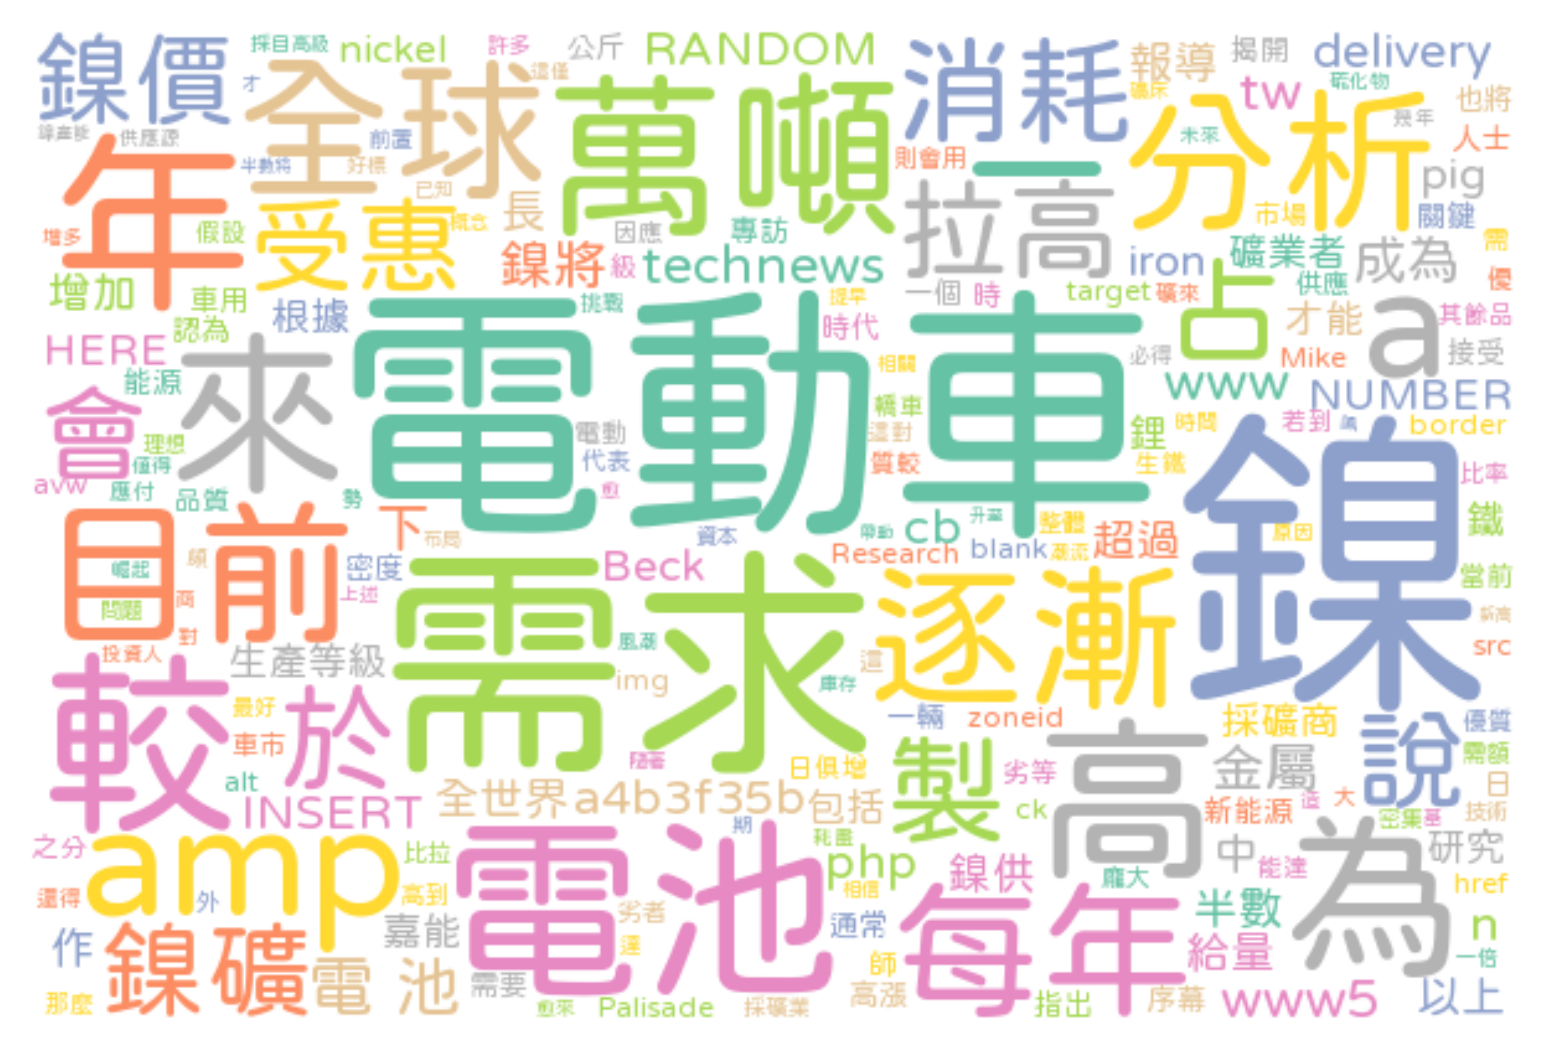 鎳價
採目高級
nickel
許多
公斤
RANDOM
消耗
報導
揭開
delivery
才
全球
這僅
萬噸
礦床
tw
硫化物
也將
供應源
前置
年
半數將
好標
已知
則會用
一
分析
未來
幾年
人士
受惠
概念
長
拉高
pig
增多
假設
因應
專訪
市場
關鍵
鎳將
級
technews
iron
礦業者
成為
需
優
增加
車用
根據
挑戰
提早
一個
時
target
礦來
供應
占
a
其餘品
認為
時代
才能
HERE
來
電動車
相關
必得
Mike
接受
能源
www
NUMBER
會
轎車
電動
這對
鋰
時間
若到
border
理想
值得
代表
質較
生鐵
鎳
比率
avw
應付
品質
勢
愈
目前
下
布局
資本
帶動
cb
升至
整體
超過
原因
鐵
崛起
頗
密度
Beck
Research
blank
潮流
當前
問題
商
上述
需求
逐漸
新高
對
投資人
生產等級
風潮
這
src
較於
img
庫存
最好
一輛
zoneid
採礦商
說
優質
車市
隨著
日俱增
製
劣等
高
金屬
需額
alt
INSERT
全世界
a4b3f35b
包括
ck
新能源
造
大
日
密集
基
技術
之分
amp
比拉
電池
期
耗盡
php
鎳供
中
能達
為
研究
還得
外
高到
相信
龐大
href
作
鎳礦
嘉能
劣者
達
通常
每年
半數
n
給量
一倍
電 池
需要
師
那麼
愈來
Palisade
採礦業
高漲
指出
序幕
www5
以上